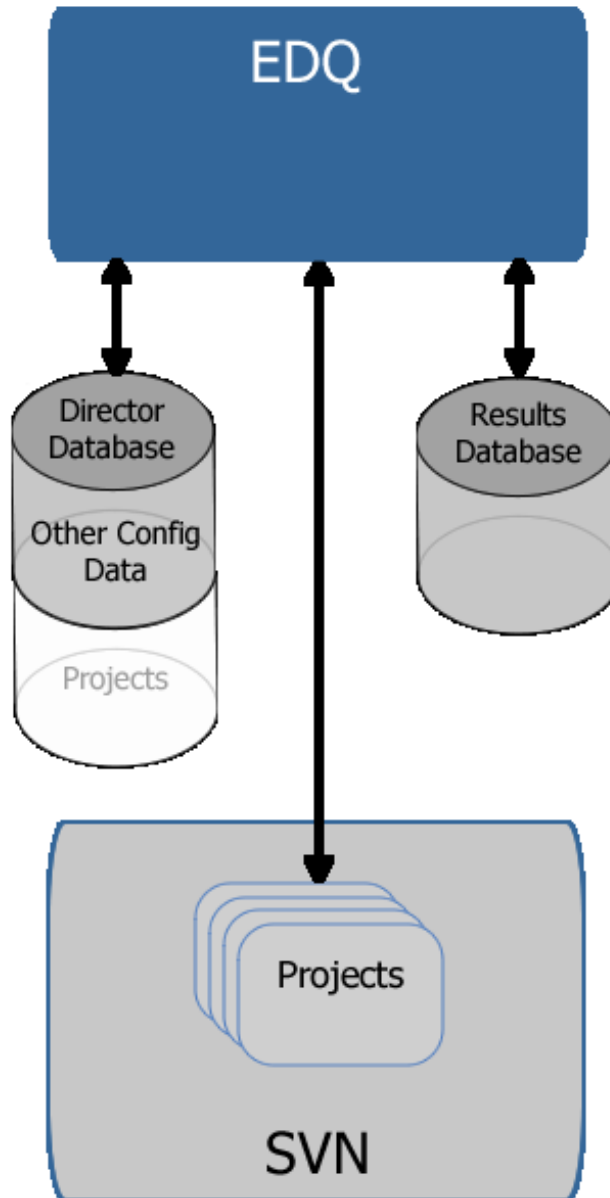 EDQ
Director
Database
Other Config
Data
Projects
Results
Database
Projects
SVN